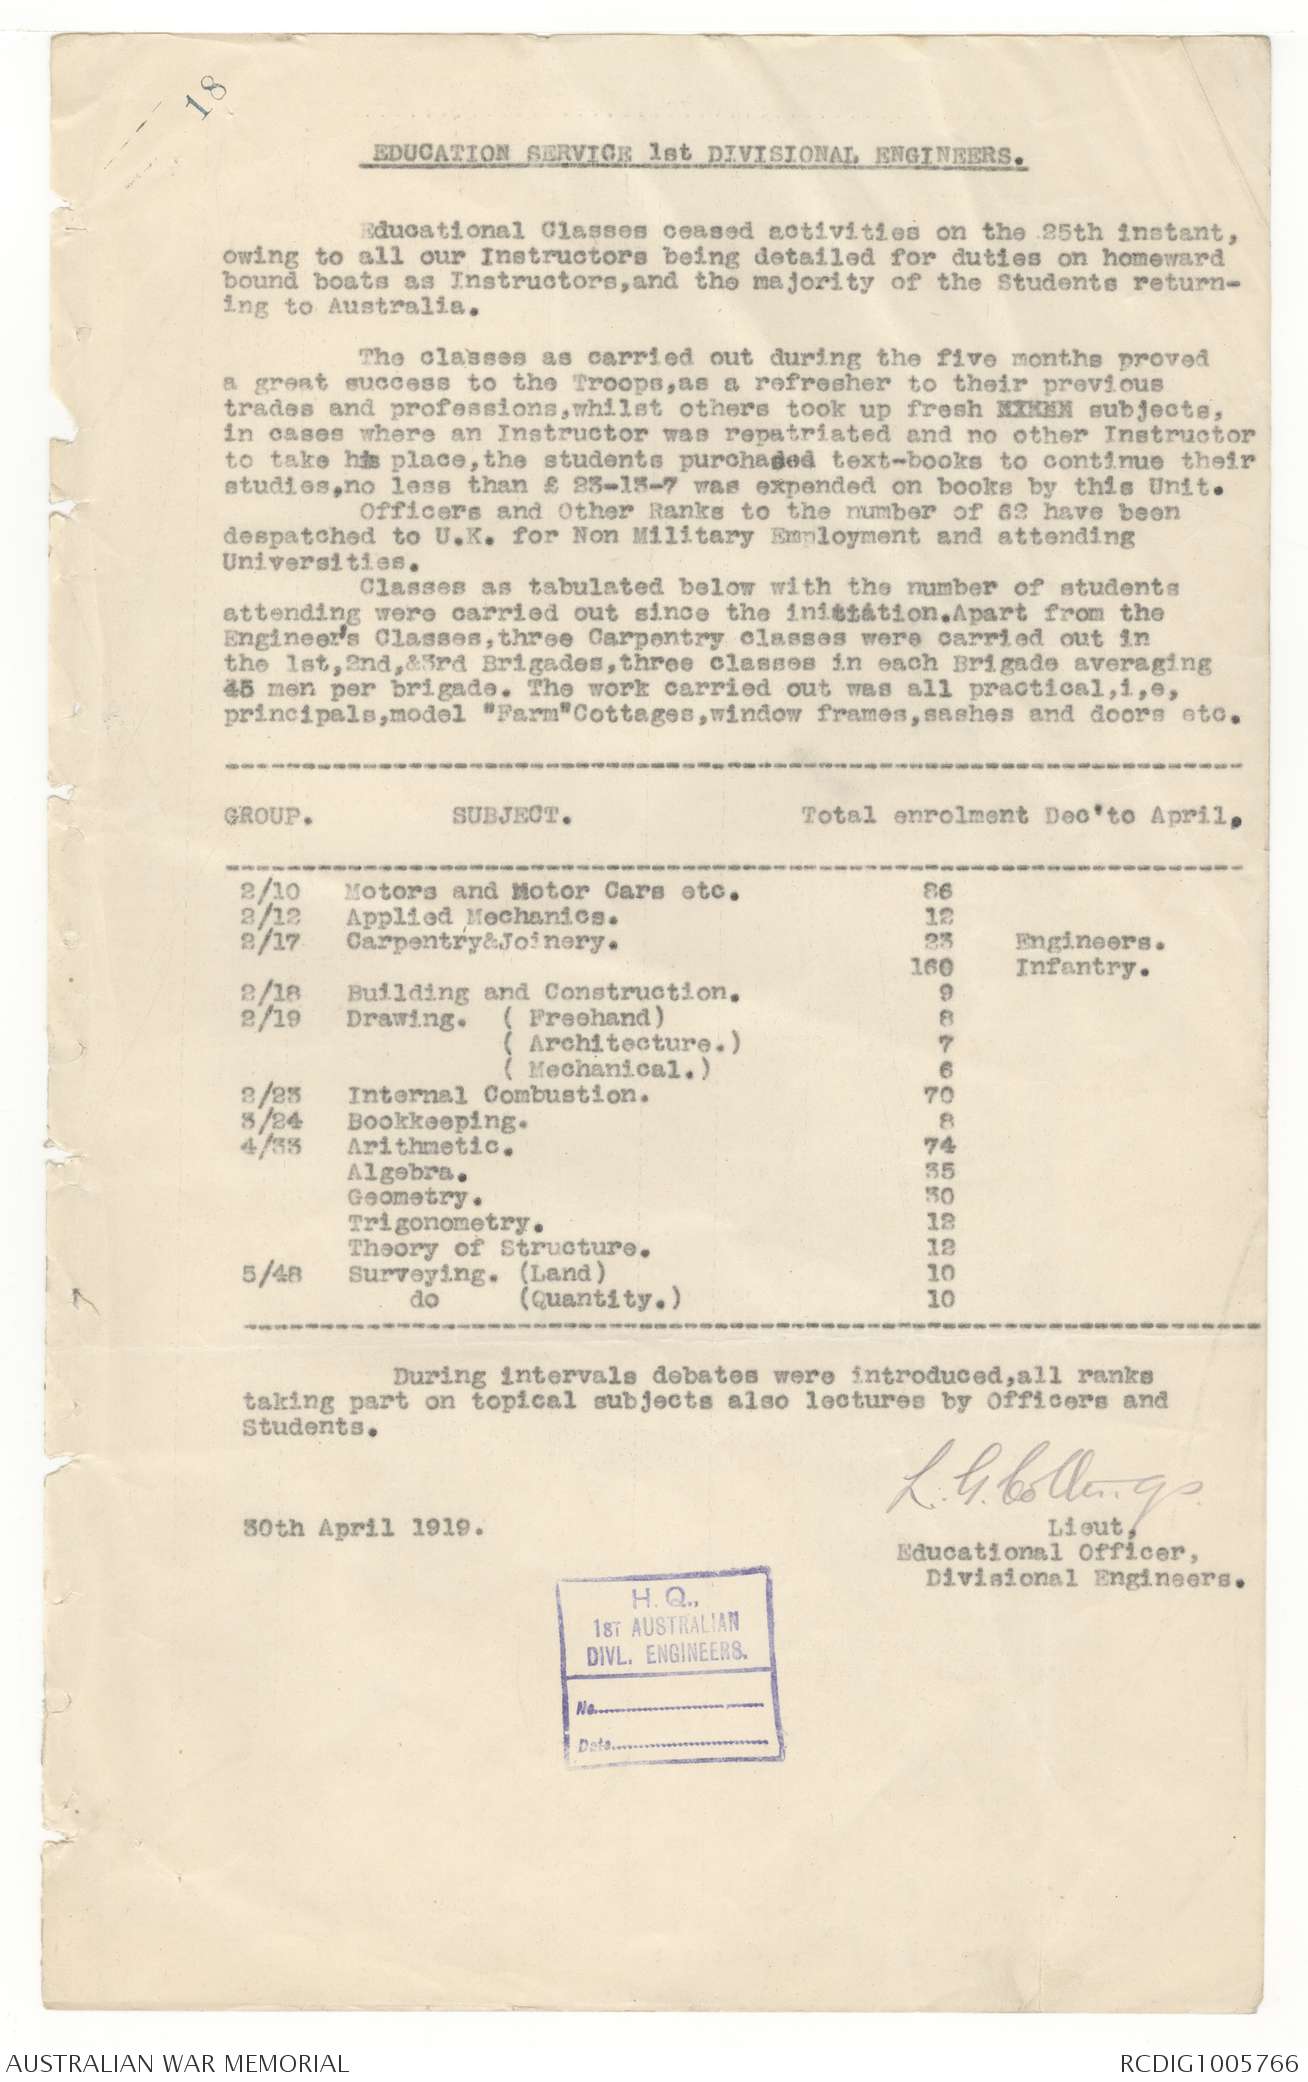 18
EDUCATION SERVICE 1st DIVISIONAL ENGINEERS.
Educational Classes ceased activities on the 25th instant,
owing to all our Instructors being detailed for duties on homeward
bound boats as Instructors,and the majority of the Students return-
ing to Australia.
The classes as carried out during the five months proved
a great success to the Troops,as a refresher to their previous
trades and professions,whilst others took up fresh subjects,
in cases where an Instructor was repatriated and no other Instructor
to take his place,the students purchased text-books to continue their
studies,no less than £ 23-13-7 was expended on books by this Unit.
Officers and Other Ranks to the number of 62 have been
despatched to U.K. for Non Military Employment and attending
Universities.
Classes as tabulated below with the number of students
attending were carried out since the initiation.Apart from the
Engineer's Classes,three Carpentry classes were carried out in
the 1st,2nd,&3rd Brigades,three classes in each Brigade averaging
45 men per brigade. The work carried out was all practical,i,e,
principals,model "Farm"Cottages,window frames,sashes and doors etc.
GROUP. SUBJECT. Total enrolment Dec'to April.
2/10 Motors and Motor Cars etc. 86
2/12 Applied Mechanics. 12
2/17 Carpentry&Joinery. 23 Engineers.
160 Infantry.
2/18 Building and Construction. 9
2/19 Drawing. ( Freehand) 8
( Architecture.) 7
( Mechanical.) 6
2/23 Internal Combustion. 70
3/24 Bookkeeping. 8
4/33 Arithmetic. 74
Algebra. 35
Geometry. 30
Trigonometry. 12
Theory of Structure. 12
5/48 Surveying. (Land) 10
do (Quantity.) 10
During intervals debates were introduced,all ranks
taking part on topical subjects also lectures by Officers and
Students.
L. G. Collings
30th April 1919. Lieut,
Educational Officer,
Divisional Engineers.
H.Q.,
1ST AUSTRALIAN
DIVL. ENGINEERS.
No.
Date
AUSTRALIAN WAR MEMORIAL RCDIG1005766